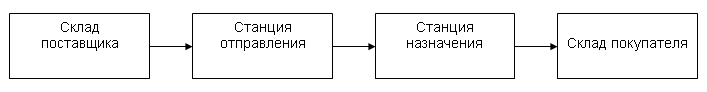 Склад
поставщика
Станция
отправления
Станция
назначения
Склад покупателя